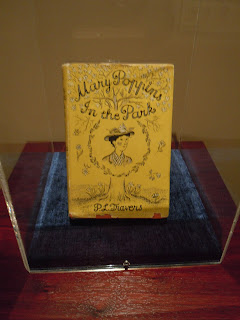 Mary Poppins
In the Park
P.L. Travers